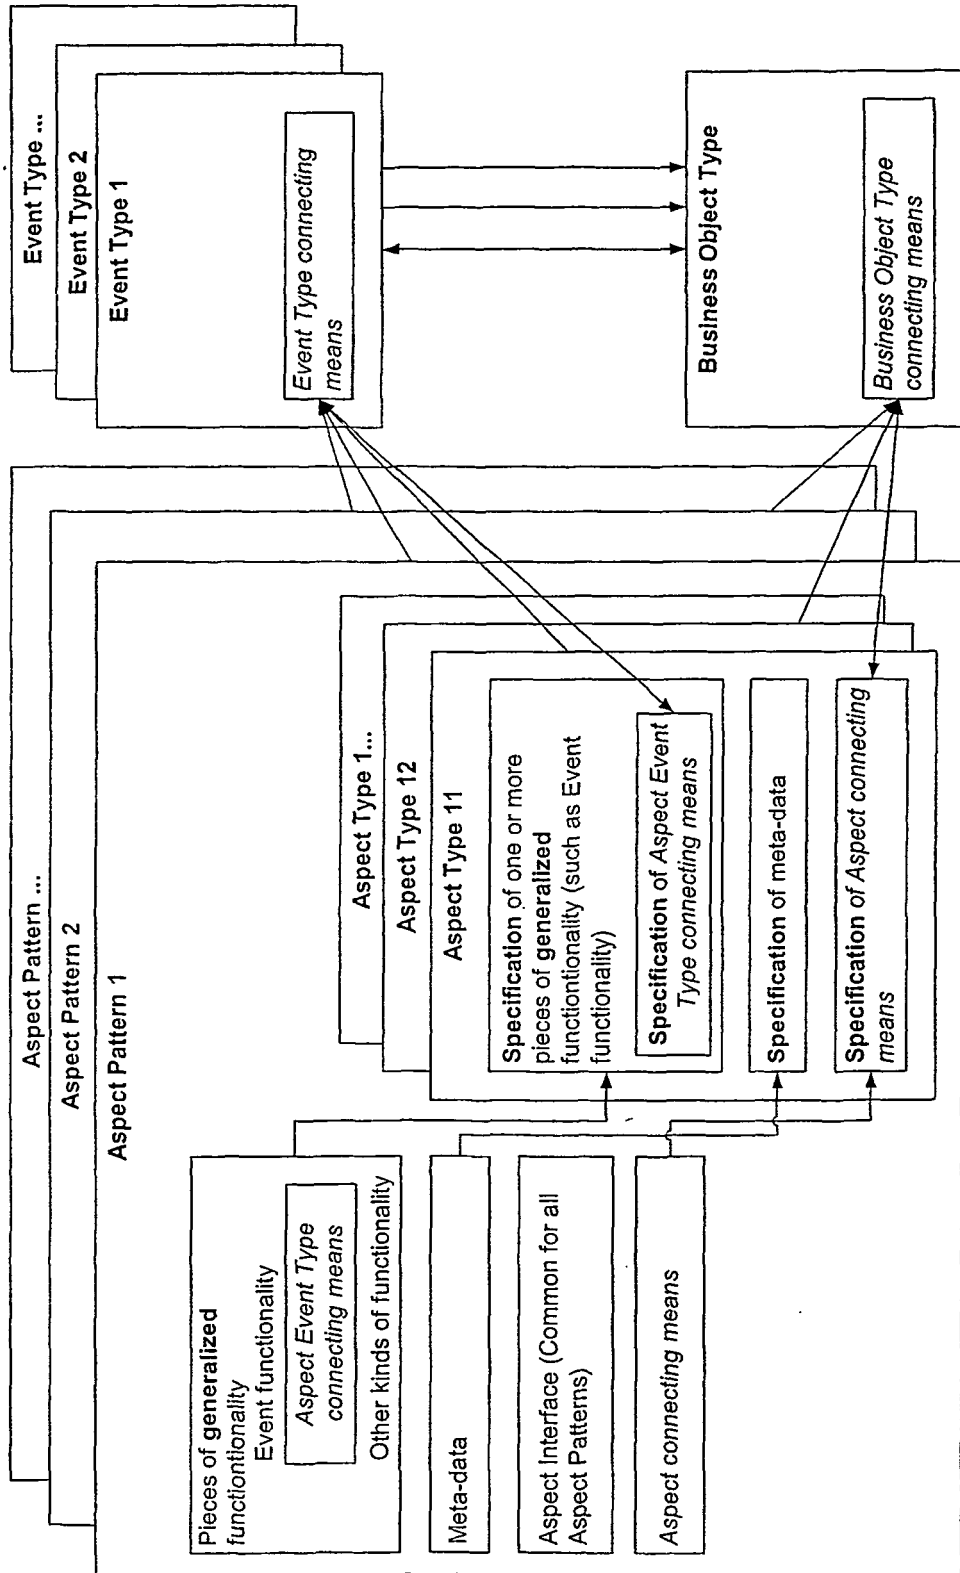 Aspect Pattern ...
Aspect Pattern 2
Aspect Pattern 1
Pieces of generalized
functiontionality
Event functionality
Aspect Event Type
connecting means
Other kinds of functionality
Meta-data
Aspect Interface (Common for all
Aspect Patterns)
Aspect connecting means
Aspect Type 1...
Aspect Type 12
Aspect Type 11
Specification of one or more
pieces of generalized
functiontionality (such as Event
functionality)
Specification of Aspect Event
Type connecting means
Specification of meta-data
Specification of Aspect connecting
means
Event Type ...
Event Type 2
Event Type 1
Event Type connecting
means
Business Object Type
Business Object Type
connecting means